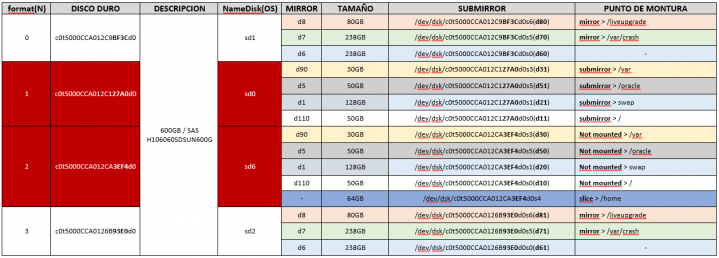 format(N) DISCO DURO DESCRIPCION NameDisk(OS) MIRROR TAMAÑO SUBMIRROR PUNTO DE MONTURA
0 c0t5000CCA012C9BF3Cd0 600GB / SAS H106060SDSUN600G sd1 d8 80GB /dev/dsk/c0t5000CCA012C9BF3Cd0s6(d80) mirror > /liveupgrade
d7 238GB /dev/dsk/c0t5000CCA012C9BF3Cd0s5(d70) mirror > /var/crash
d6 238GB /dev/dsk/c0t5000CCA012C9BF3Cd0s0(d60) -
1 c0t5000CCA012C127A0d0 sd0 d90 30GB /dev/dsk/c0t5000CCA012C127A0d0s3(d31) submirror > /var
d5 50GB /dev/dsk/c0t5000CCA012C127A0d0s5(d51) submirror > /oracle
d1 128GB /dev/dsk/c0t5000CCA012C127A0d0s1(d21) submirror > swap
d110 50GB /dev/dsk/c0t5000CCA012C127A0d0s0(d11) submirror > /
2 c0t5000CCA012CA3EF4d0 sd6 d90 30GB /dev/dsk/c0t5000CCA012CA3EF4d0s3(d30) Not mounted > /var
d5 50GB /dev/dsk/c0t5000CCA012CA3EF4d0s5(d50) Not mounted > /oracle
d1 128GB /dev/dsk/c0t5000CCA012CA3EF4d0s1(d20) Not mounted > swap
d110 50GB /dev/dsk/c0t5000CCA012CA3EF4d0s0(d10) Not mounted > /
- 64GB /dev/dsk/c0t5000CCA012CA3EF4d0s4 slice > /home
3 c0t5000CCA0126B93E0d0 sd2 d8 80GB /dev/dsk/c0t5000CCA0126B93E0d0s6(d81) mirror > /liveupgrade
d7 238GB /dev/dsk/c0t5000CCA0126B93E0d0s5(d71) mirror > /var/crash
d6 238GB /dev/dsk/c0t5000CCA0126B93E0d0s0(d61) -